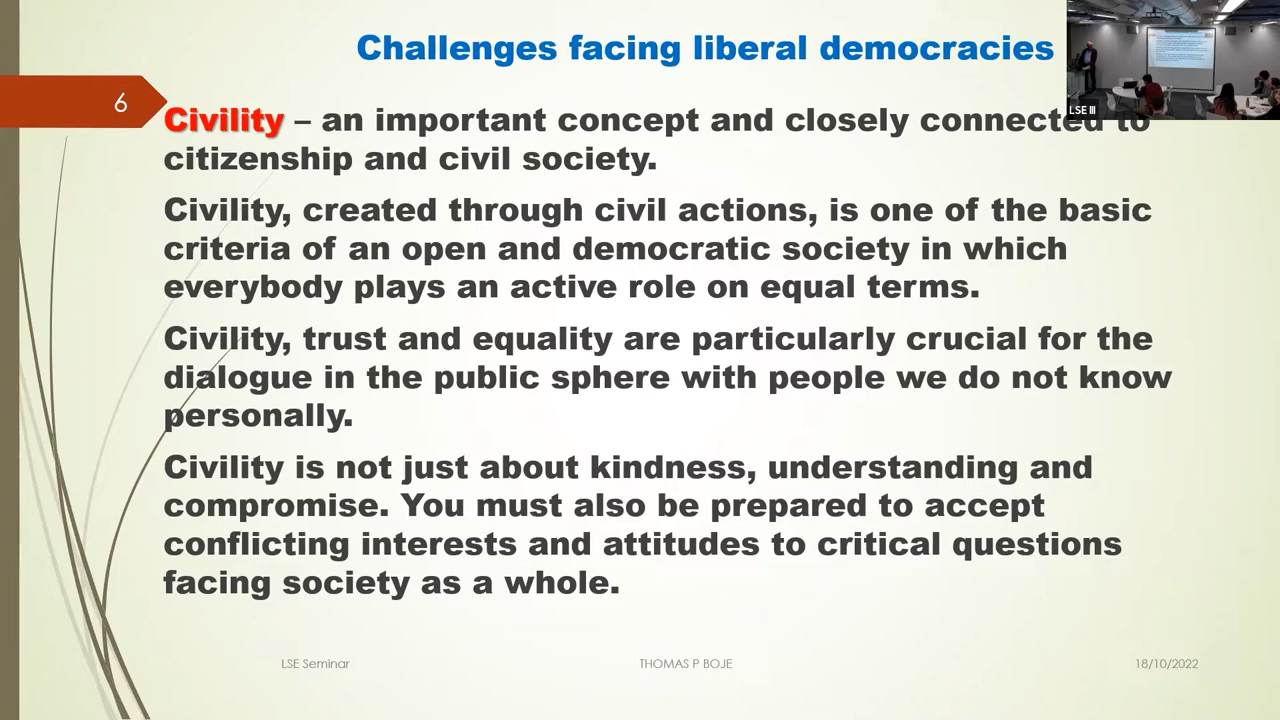 Challenges facing liberal democracies
6
LSE III
Civility – an important concept and closely connected to
citizenship and civil society.
Civility, created through civil actions, is one of the basic
criteria of an open and democratic society in which
everybody plays an active role on equal terms.
Civility, trust and equality are particularly crucial for the
dialogue in the public sphere with people we do not know
personally.
Civility is not just about kindness, understanding and
compromise. You must also be prepared to accept
conflicting interests and attitudes to critical questions
facing society as a whole.
LSE Seminar
THOMAS P BOJE
18/10/2022